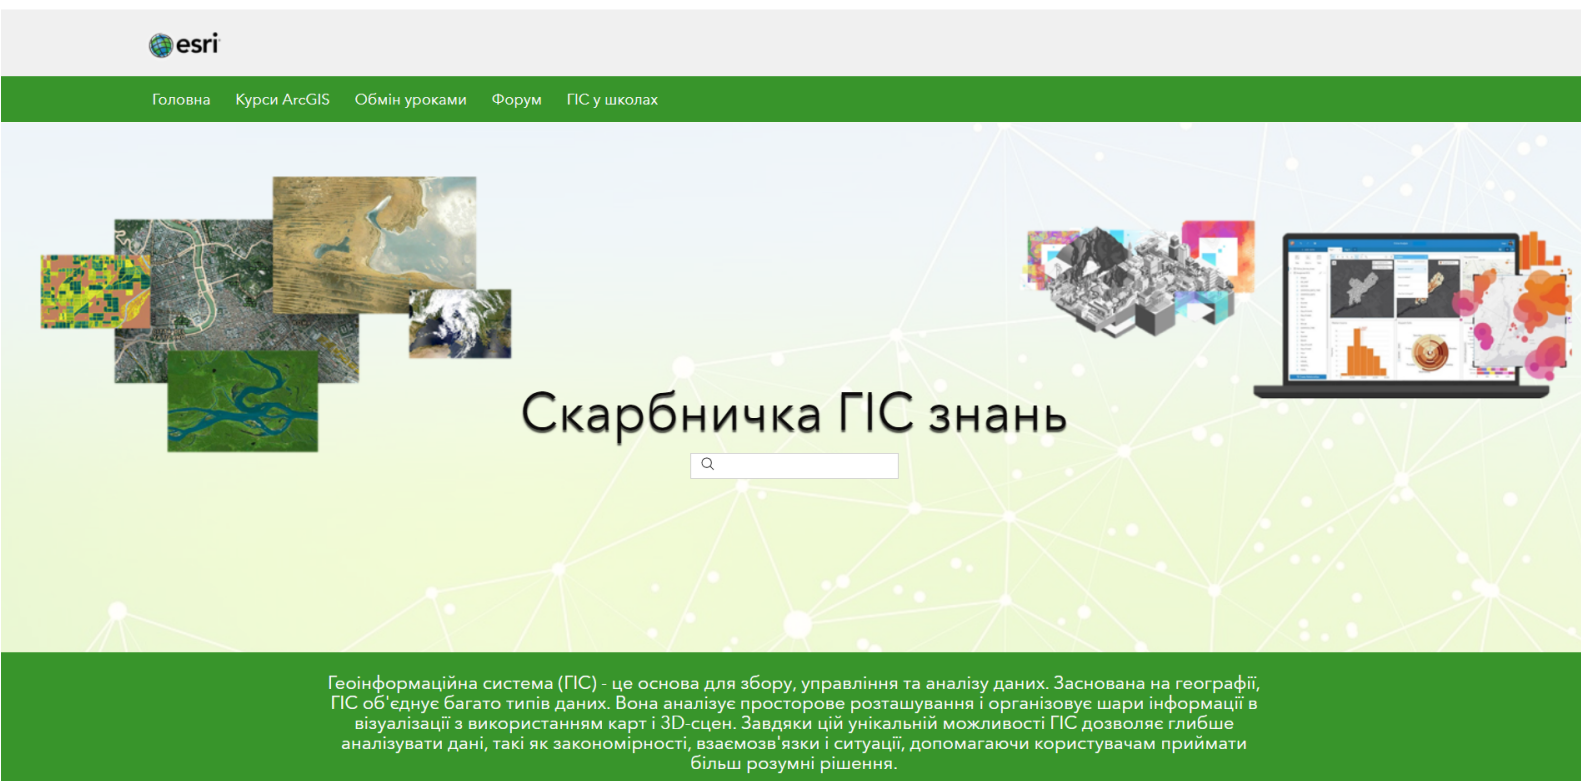 esri
Головна Курси ArcGIS Обмін уроками Форум ГІС у школах
Скарбничка ГІС знань
Геоінформаційна система (ГІС) - це основа для збору, управління та аналізу даних. Заснована на географії,
ГІС об'єднує багато типів даних. Вона аналізує просторове розташування і організовує шари інформації в
візуалізації з використанням карт і 3D-сцен. Завдяки цій унікальній можливості ГІС дозволяє глибше
аналізувати дані, такі як закономірності, взаємозв'язки і ситуації, допомагаючи користувачам приймати
більш розумні рішення.